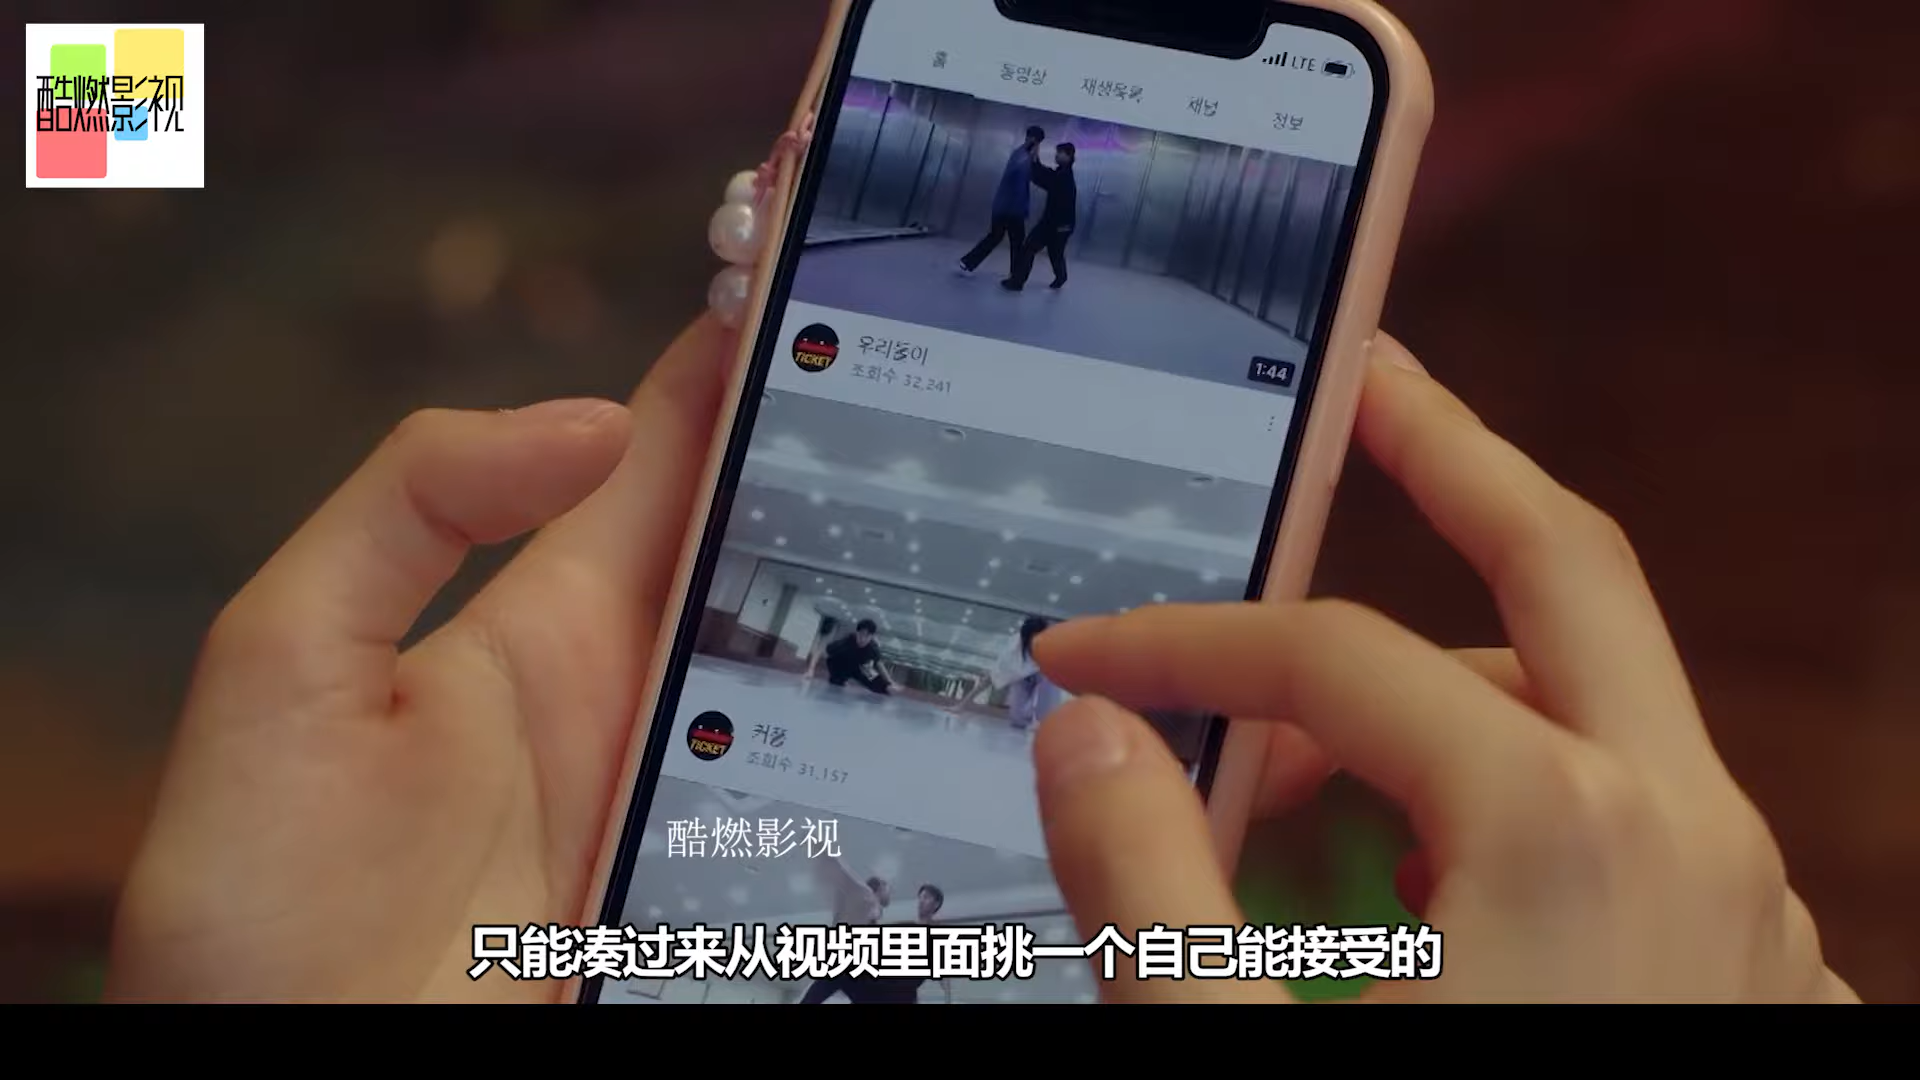 酷燃影视
LTE
홈 동영상 재생목록 채널 정보
1:44
TICKET
우리둘이
조회수 32,241
TICKET
커플
조회수 31,157
酷燃影视
只能凑过来从视频里面挑一个自己能接受的